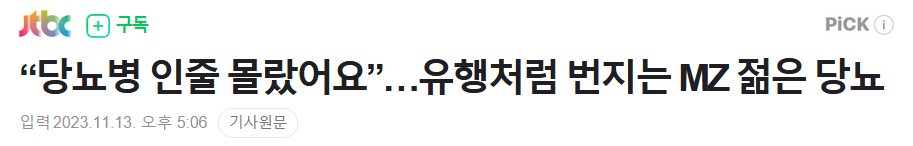 jtbc 구독 PiCK i
“당뇨병 인줄 몰랐어요”…유행처럼 번지는 MZ 젊은 당뇨
입력 2023.11.13. 오후 5:06 기사원문